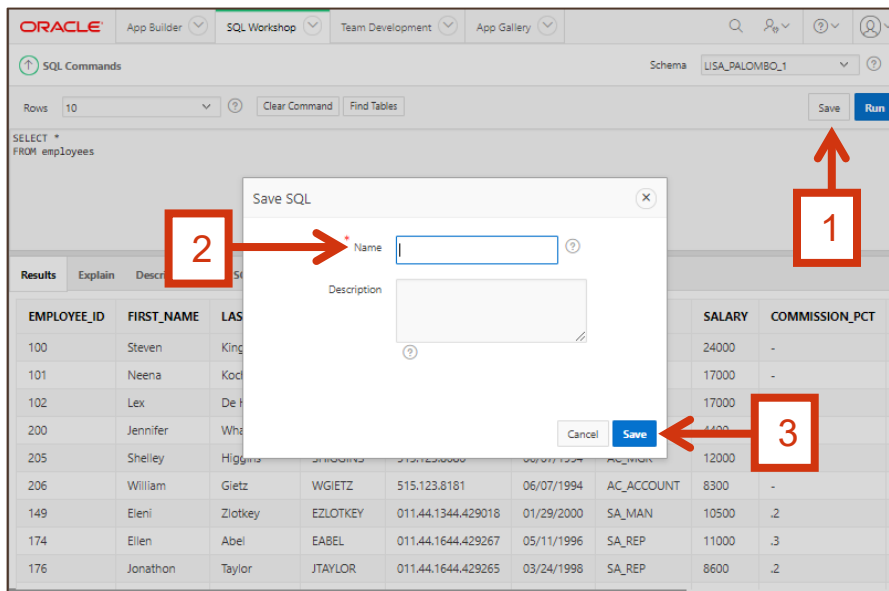 ORACLE App Builder SQL Workshop Team Development App Gallery
SQL Commands Schema LISA_PALOMBO_1
Rows 10 Clear Command Find Tables Save Run
SELECT *
FROM employees
1
Save SQL
2
* Name
Description
Cancel Save
3
Results Explain
EMPLOYEE_ID FIRST_NAME SALARY COMMISSION_PCT
100 Steven King 24000 -
101 Neena 17000 -
102 Lex De 17000
200 Jennifer
205 Shelley Higgins 12000
206 William Gietz WGIETZ 515.123.8181 06/07/1994 AC_ACCOUNT 8300 -
149 Eleni Zlotkey EZLOTKEY 011.44.1344.429018 01/29/2000 SA_MAN 10500 .2
174 Ellen Abel EABEL 011.44.1644.429267 05/11/1996 SA_REP 11000 .3
176 Jonathon Taylor JTAYLOR 011.44.1644.429265 03/24/1998 SA_REP 8600 .2